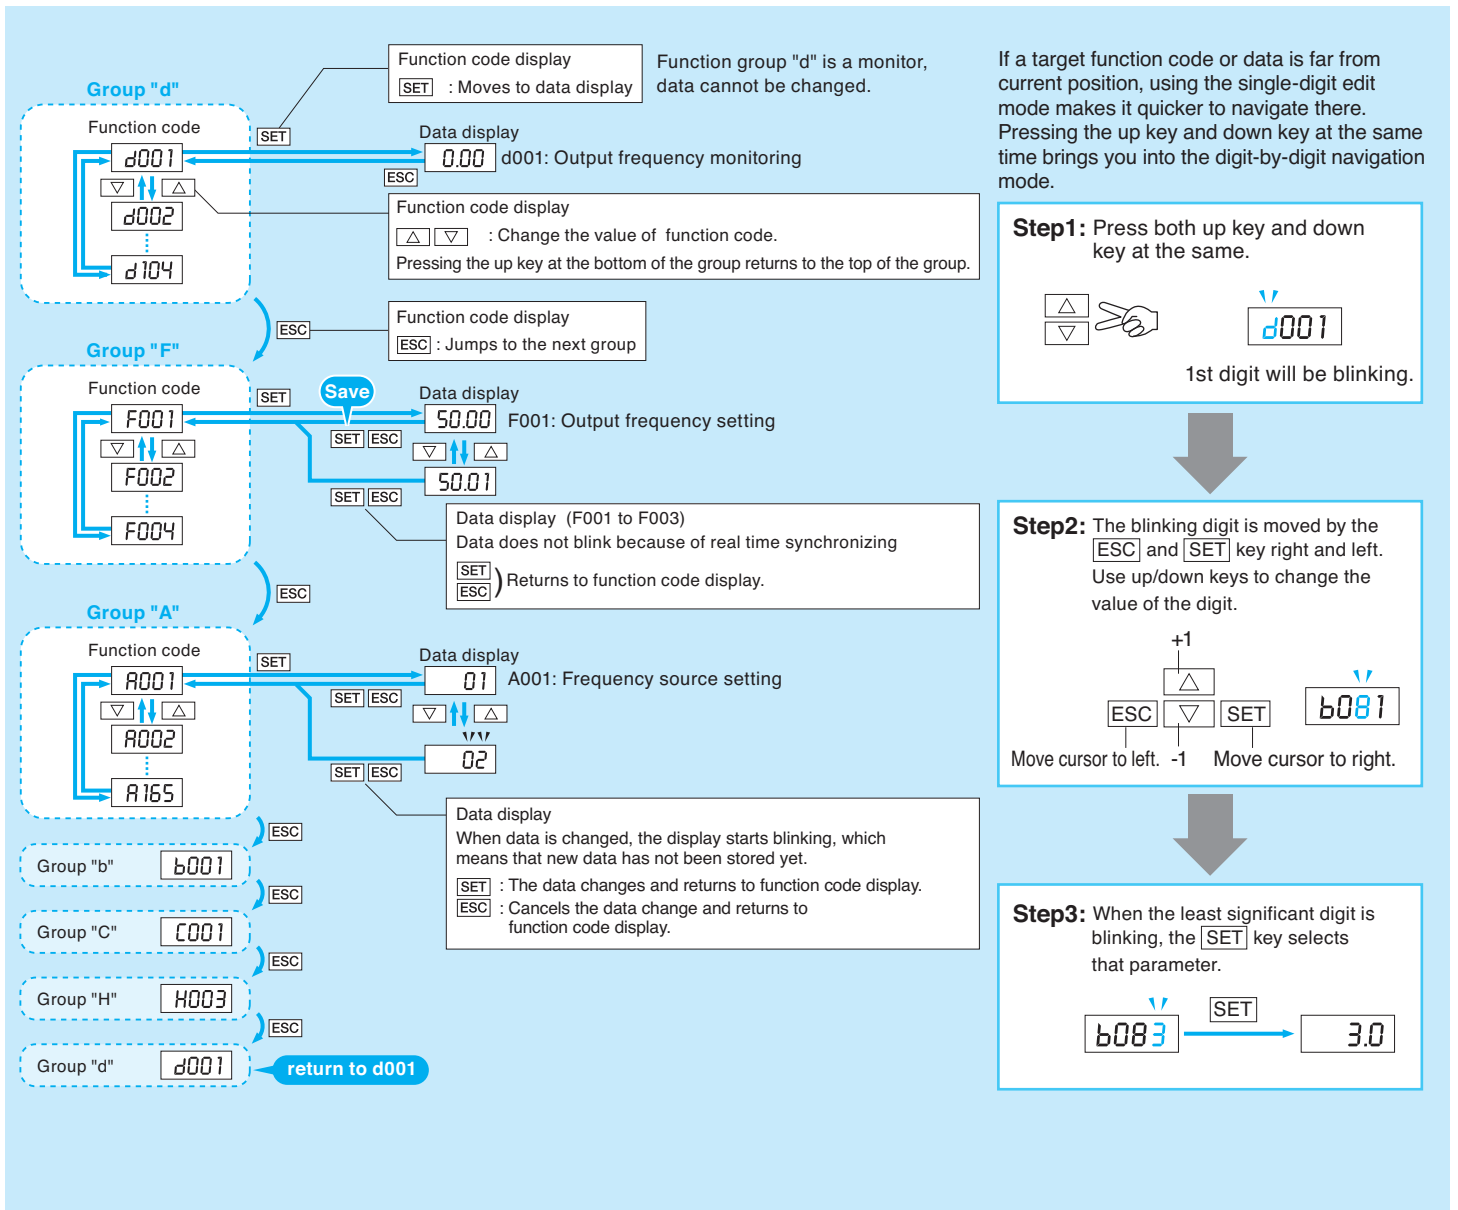 Group "d"
Function code
d001
d002
d104
SET
Function code display
SET : Moves to data display
Function group "d" is a monitor,
data cannot be changed.
Data display
0.00 d001: Output frequency monitoring
ESC
Function code display
: Change the value of function code.
Pressing the up key at the bottom of the group returns to the top of the group.
ESC
Function code display
ESC : Jumps to the next group
Group "F"
Function code
F001
F002
F004
SET
Save
SET ESC
Data display
50.00 F001: Output frequency setting
50.01
SET ESC
Data display (F001 to F003)
Data does not blink because of real time synchronizing
SET
ESC ) Returns to function code display.
ESC
Group "A"
Function code
A001
A002
A165
SET
SET ESC
Data display
01 A001: Frequency source setting
02
SET ESC
Data display
When data is changed, the display starts blinking, which
means that new data has not been stored yet.
SET : The data changes and returns to function code display.
ESC : Cancels the data change and returns to
function code display.
ESC
Group "b" b001
ESC
Group "C" C001
ESC
Group "H" H003
ESC
Group "d" d001
return to d001
If a target function code or data is far from
current position, using the single-digit edit
mode makes it quicker to navigate there.
Pressing the up key and down key at the same
time brings you into the digit-by-digit navigation
mode.
Step1: Press both up key and down
key at the same.
d001
1st digit will be blinking.
Step2: The blinking digit is moved by the
ESC and SET key right and left.
Use up/down keys to change the
value of the digit.
+1
ESC SET
b081
Move cursor to left. -1 Move cursor to right.
Step3: When the least significant digit is
blinking, the SET key selects
that parameter.
b083 SET 3.0